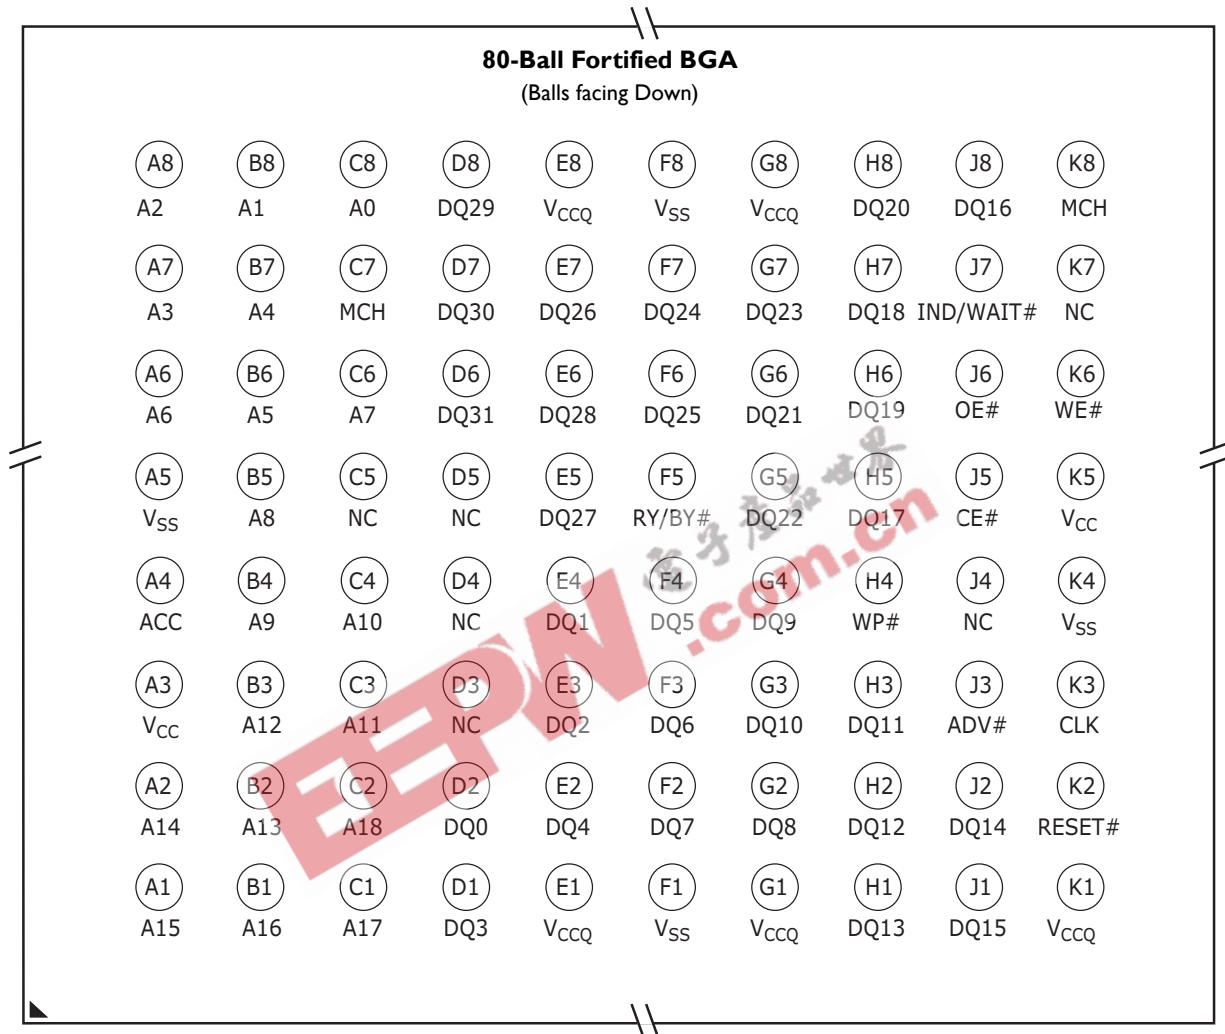 80-Ball Fortified BGA
(Balls facing Down)
A8 B8 C8 D8 E8 F8 G8 H8 J8 K8
A2 A1 A0 DQ29 VCCQ VSS VCCQ DQ20 DQ16 MCH
A7 B7 C7 D7 E7 F7 G7 H7 J7 K7
A3 A4 MCH DQ30 DQ26 DQ24 DQ23 DQ18 IND/WAIT# NC
A6 B6 C6 D6 E6 F6 G6 H6 J6 K6
A6 A5 A7 DQ31 DQ28 DQ25 DQ21 DQ19 OE# WE#
A5 B5 C5 D5 E5 F5 G5 H5 J5 K5
VSS A8 NC NC DQ27 RY/BY# DQ22 DQ17 CE# VCC
A4 B4 C4 D4 E4 F4 G4 H4 J4 K4
ACC A9 A10 NC DQ1 DQ5 DQ9 WP# NC VSS
A3 B3 C3 D3 E3 F3 G3 H3 J3 K3
VCC A12 A11 NC DQ2 DQ6 DQ10 DQ11 ADV# CLK
A2 B2 C2 D2 E2 F2 G2 H2 J2 K2
A14 A13 A18 DQ0 DQ4 DQ7 DQ8 DQ12 DQ14 RESET#
A1 B1 C1 D1 E1 F1 G1 H1 J1 K1
A15 A16 A17 DQ3 VCCQ VSS VCCQ DQ13 DQ15 VCCQ
EEPW.com.cn
電子產品世界